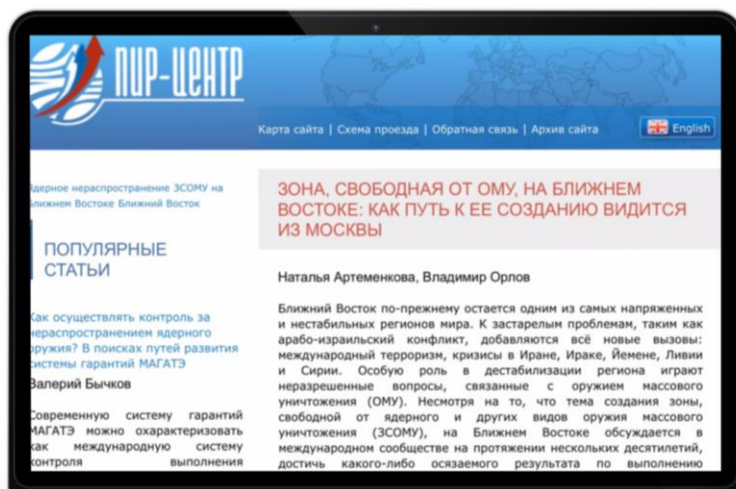 ПИР-ЦЕНТР
Карта сайта | Схема проезда | Обратная связь | Архив сайта
English
Ядерное нераспространение ЗСОМУ на
Ближнем Востоке Ближний Восток
ПОПУЛЯРНЫЕ
СТАТЬИ
Как осуществлять контроль за
нераспространением ядерного
оружия? В поисках путей развития
системы гарантий МАГАТЭ
Валерий Бычков
Современную систему гарантий
МАГАТЭ можно охарактеризовать
как международную систему
контроля выполнения
ЗОНА, СВОБОДНАЯ ОТ ОМУ, НА БЛИЖНЕМ
ВОСТОКЕ: КАК ПУТЬ К ЕЕ СОЗДАНИЮ ВИДИТСЯ
ИЗ МОСКВЫ
Наталья Артеменкова, Владимир Орлов
Ближний Восток по-прежнему остается одним из самых напряженных
и нестабильных регионов мира. К застарелым проблемам, таким как
арабо-израильский конфликт, добавляются всё новые вызовы:
международный терроризм, кризисы в Иране, Ираке, Йемене, Ливии
и Сирии. Особую роль в дестабилизации региона играют
неразрешенные вопросы, связанные с оружием массового
уничтожения (ОМУ). Несмотря на то, что тема создания зоны,
свободной от ядерного и других видов оружия массового
уничтожения (ЗСОМУ), на Ближнем Востоке обсуждается в
международном сообществе на протяжении нескольких десятилетий,
достичь какого-либо осязаемого результата по выполнению